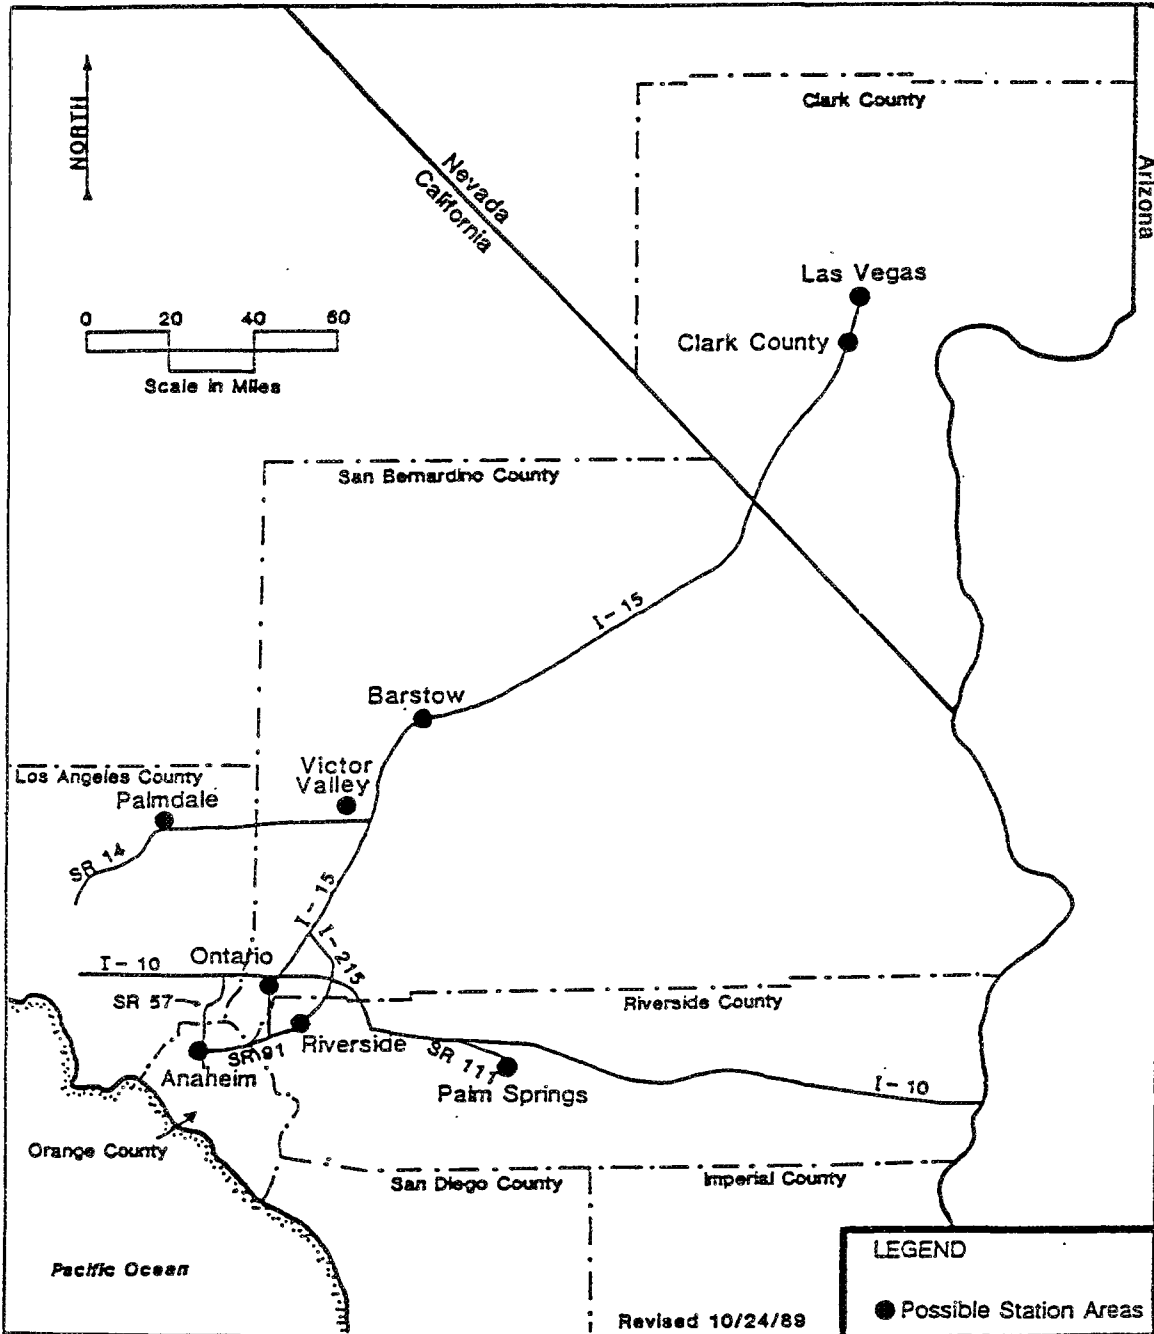 NORTH
Clark County
Nevada
California
Arizona
Las Vegas
Clark County
0 20 40 60
Scale in Miles
San Bernardino County
I-15
Barstow
Victor
Valley
Los Angeles County
Palmdale
SR 14
I-15
I-215
Ontario
I-10
SR 57
Riverside County
SR 91
Riverside
Anaheim
SR 111
Palm Springs
I-10
Orange County
San Diego County
Imperial County
Pacific Ocean
LEGEND
Possible Station Areas
Revised 10/24/89